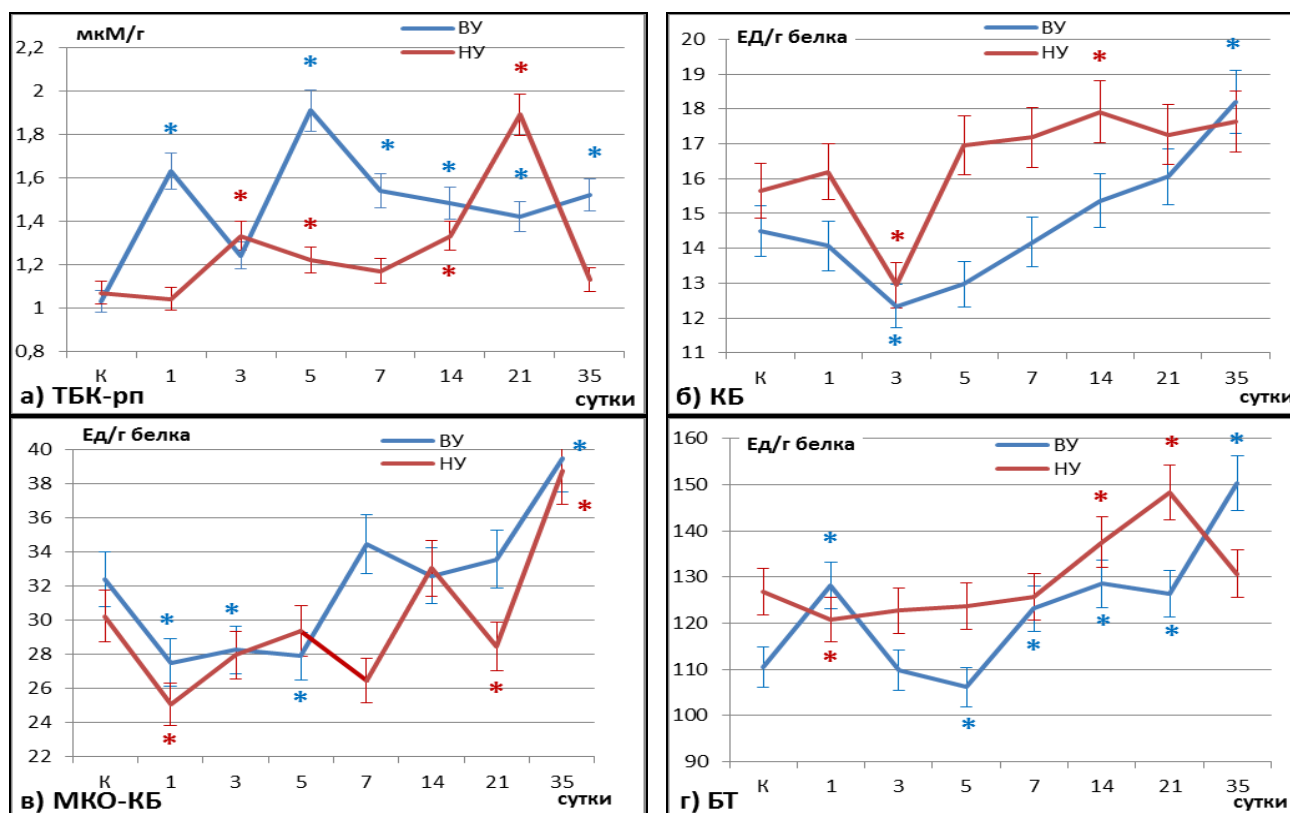 мкМ/г
ВУ
НУ
2,2
2
1,8
1,6
1,4
1,2
1
0,8
К 1 3 5 7 14 21 35
сутки
а) ТБК-рп
ЕД/г белка
ВУ
НУ
20
19
18
17
16
15
14
13
12
11
К 1 3 5 7 14 21 35
сутки
б) КБ
Ед/г белка
ВУ
НУ
40
38
36
34
32
30
28
26
24
22
К 1 3 5 7 14 21 35
сутки
в) МКО-КБ
Ед/г белка
ВУ
НУ
160
150
140
130
120
110
100
90
К 1 3 5 7 14 21 35
сутки
г) БТ